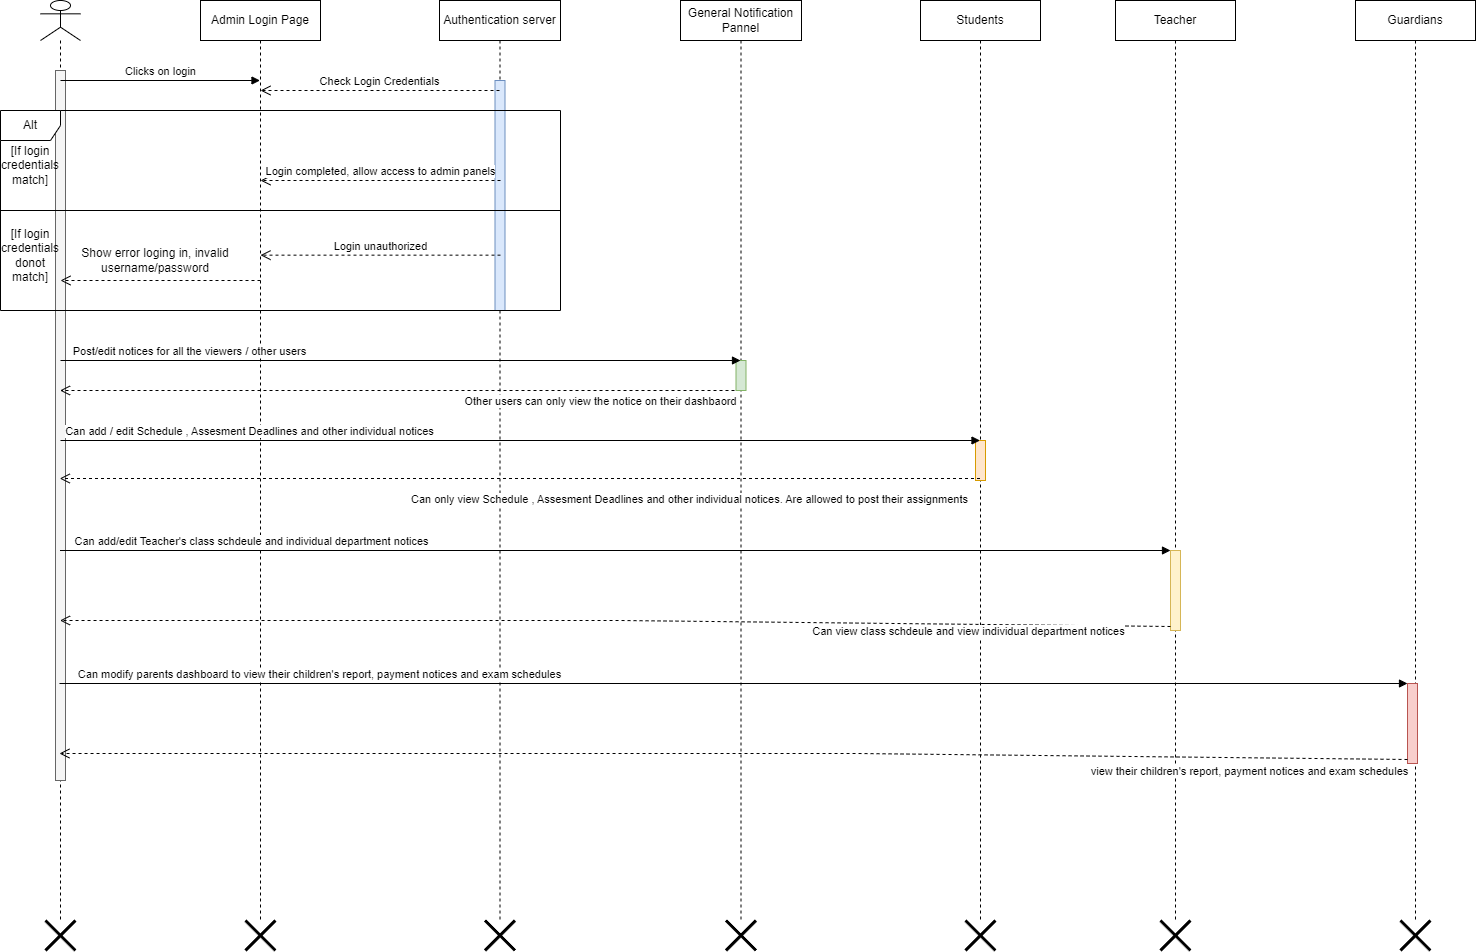 Admin Login Page
Authentication server
General Notification
Pannel
Students
Teacher
Guardians
Clicks on login
Check Login Credentials
Alt
[If login
credentials
match]
Login completed, allow access to admin panels
[If login
credentials
donot
match]
Show error loging in, invalid
username/password
Login unauthorized
Post/edit notices for all the viewers / other users
Other users can only view the notice on their dashbaord
Can add / edit Schedule , Assesment Deadlines and other individual notices
Can only view Schedule , Assesment Deadlines and other individual notices. Are allowed to post their assignments
Can add/edit Teacher's class schdeule and individual department notices
Can view class schdeule and view individual department notices
Can modify parents dashboard to view their children's report, payment notices and exam schedules
view their children's report, payment notices and exam schedules